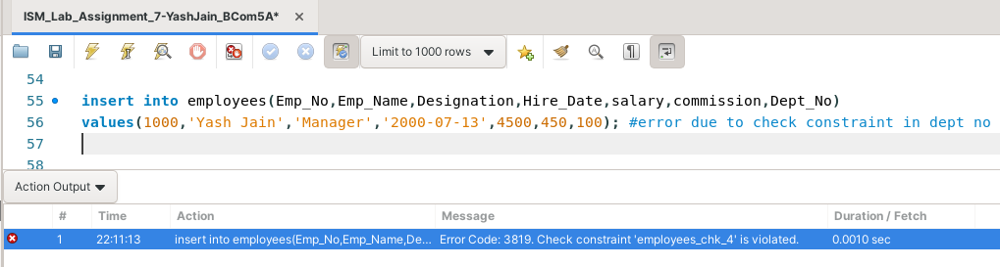 ISM_Lab_Assignment_7-YashJain_BCom5A*
Limit to 1000 rows
54
55 insert into employees(Emp_No,Emp_Name,Designation,Hire_Date,salary,commission,Dept_No)
56 values(1000,'Yash Jain','Manager','2000-07-13',4500,450,100); #error due to check constraint in dept no
57
58
Action Output
# Time Action Message Duration / Fetch
1 22:11:13 insert into employees(Emp_No,Emp_Name,De... Error Code: 3819. Check constraint 'employees_chk_4' is violated. 0.0010 sec